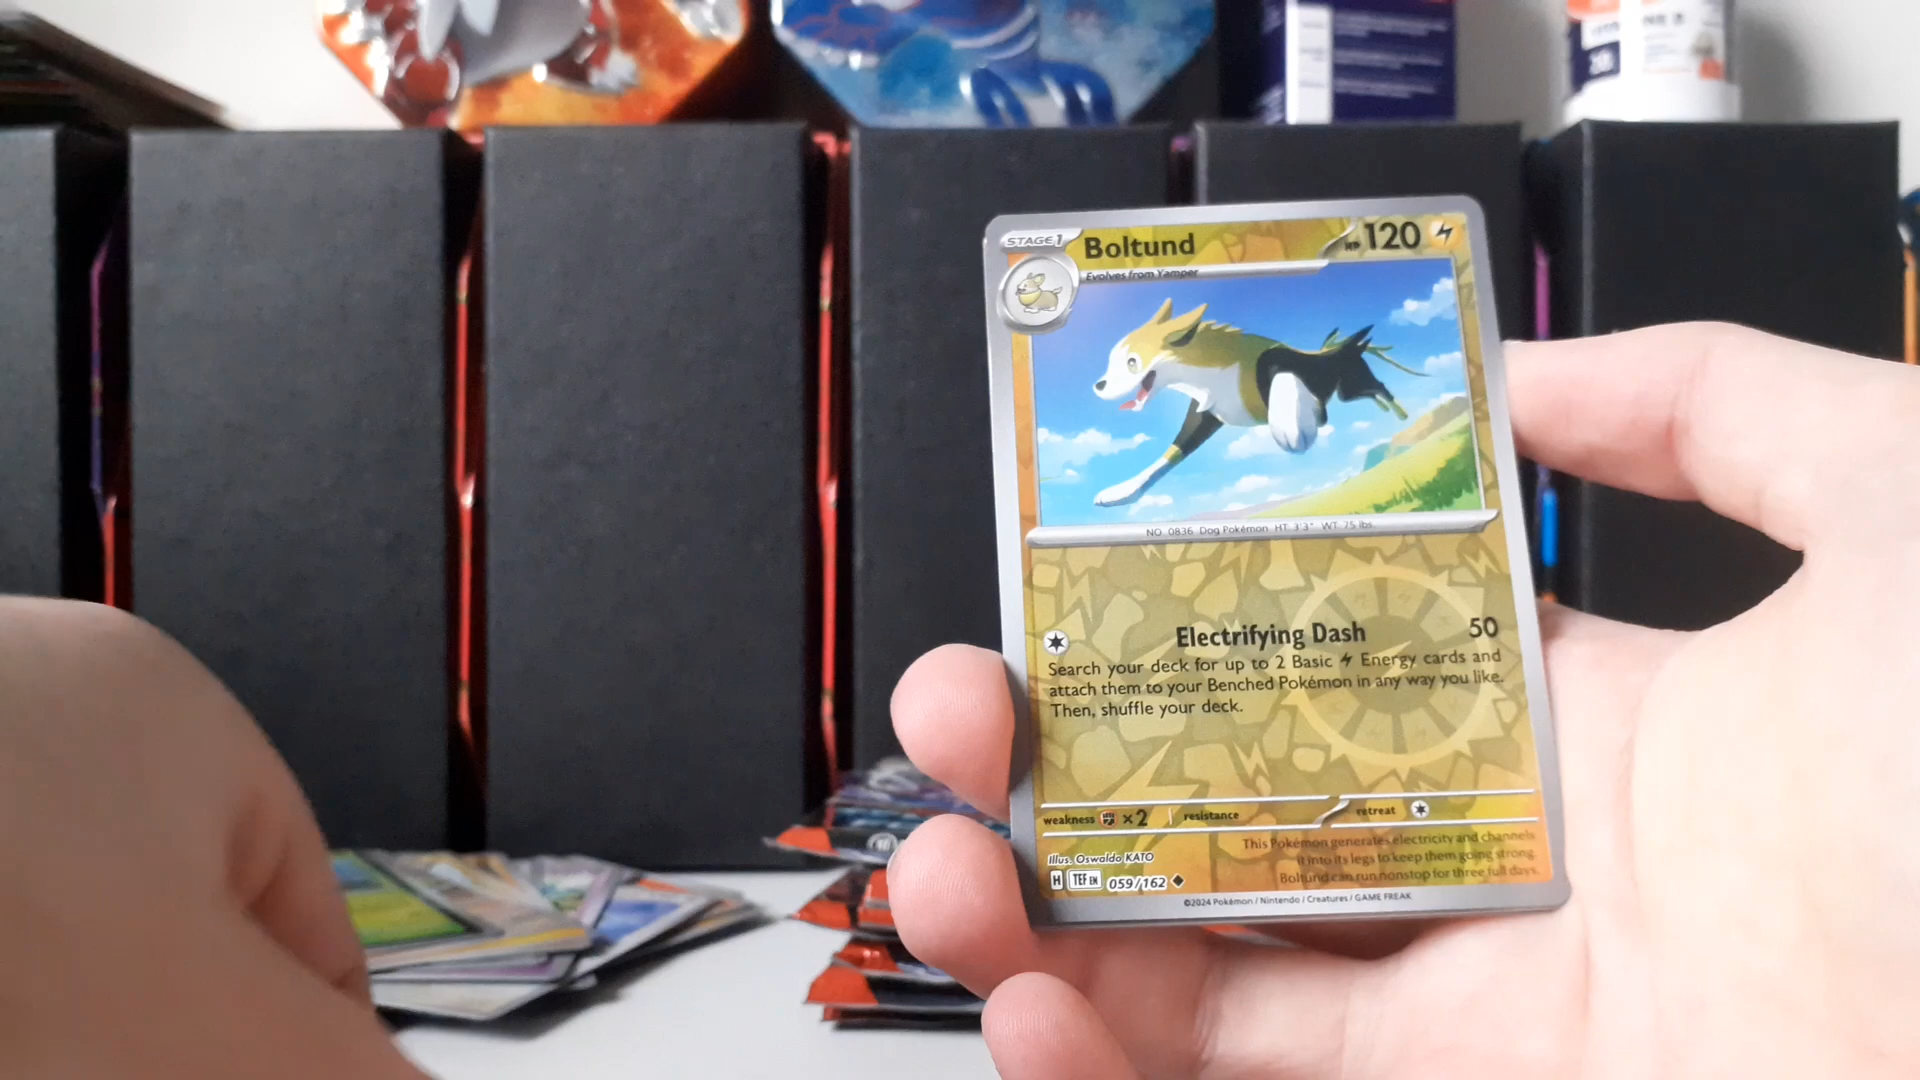 STAGE1
Boltund
HP 120
Evolves from Yamper
NO. 0836 Dog Pokémon HT: 3'3" WT: 75 lbs.
Electrifying Dash 50
Search your deck for up to 2 Basic Energy cards and
attach them to your Benched Pokémon in any way you like.
Then, shuffle your deck.
weakness ×2 resistance retreat
This Pokémon generates electricity and channels
it into its legs to keep them going strong.
Boltund can run nonstop for three full days.
Illus. Oswaldo KATO
H TEF EN 059/162
©2024 Pokémon / Nintendo / Creatures / GAME FREAK